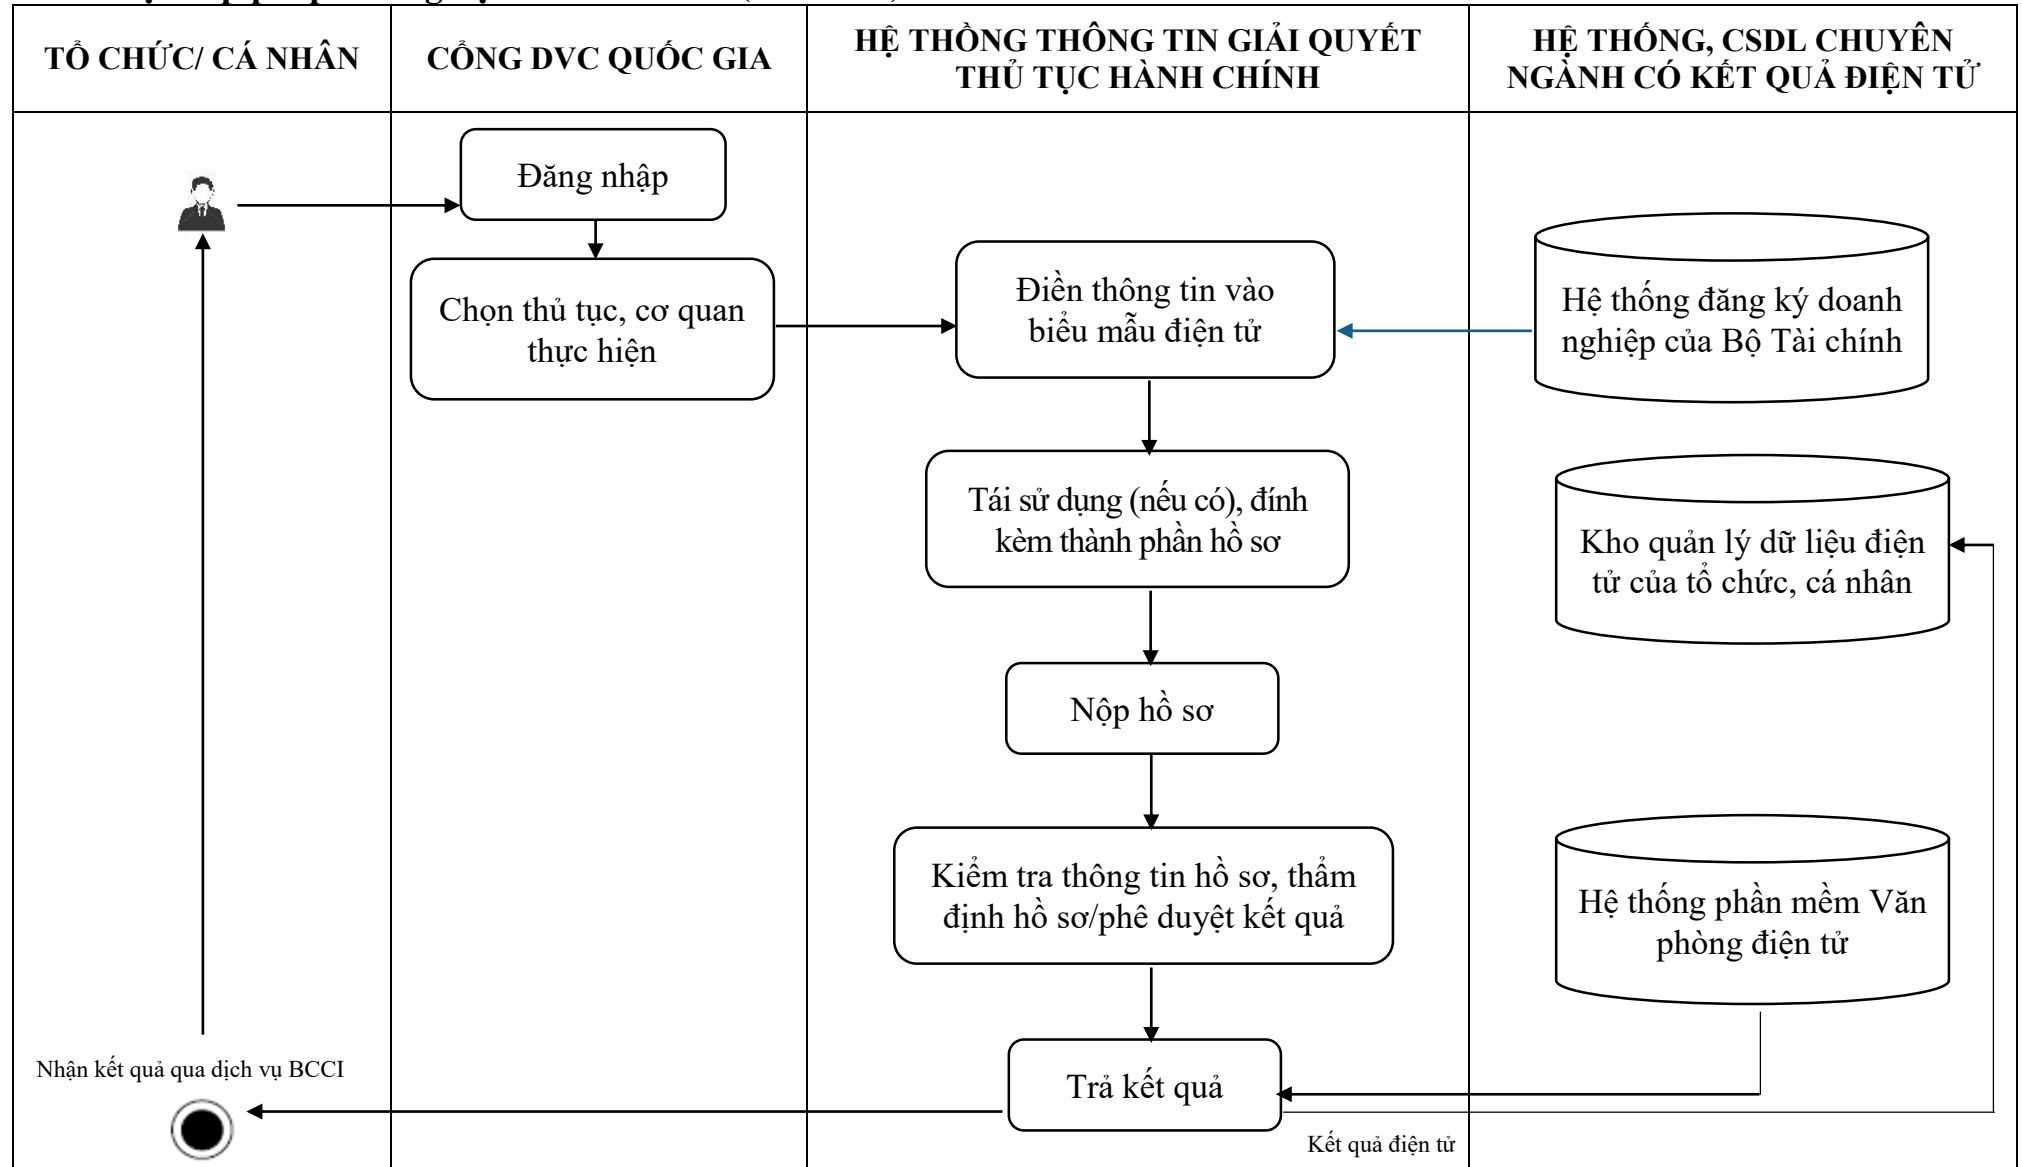 TỔ CHỨC/ CÁ NHÂN
CỔNG DVC QUỐC GIA
HỆ THỒNG THÔNG TIN GIẢI QUYẾT
THỦ TỤC HÀNH CHÍNH
HỆ THỐNG, CSDL CHUYÊN
NGÀNH CÓ KẾT QUẢ ĐIỆN TỬ
Đăng nhập
Chọn thủ tục, cơ quan
thực hiện
Điền thông tin vào
biểu mẫu điện tử
Hệ thống đăng ký doanh
nghiệp của Bộ Tài chính
Tái sử dụng (nếu có), đính
kèm thành phần hồ sơ
Kho quản lý dữ liệu điện
tử của tổ chức, cá nhân
Nộp hồ sơ
Kiểm tra thông tin hồ sơ, thẩm
định hồ sơ/phê duyệt kết quả
Hệ thống phần mềm Văn
phòng điện tử
Nhận kết quả qua dịch vụ BCCI
Trả kết quả
Kết quả điện tử